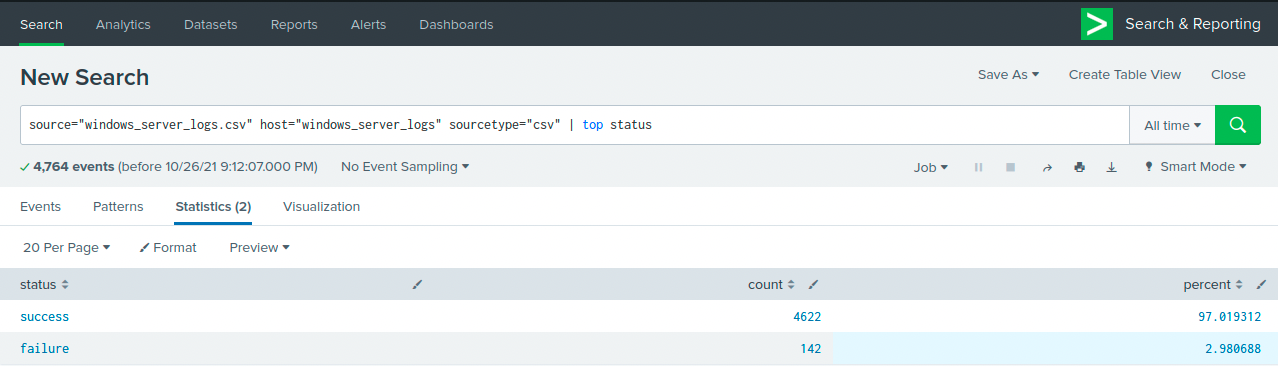 Search Analytics Datasets Reports Alerts Dashboards Search & Reporting
New Search Save As Create Table View Close
source="windows_server_logs.csv" host="windows_server_logs" sourcetype="csv" | top status All time
4,764 events (before 10/26/21 9:12:07.000 PM) No Event Sampling Job Smart Mode
Events Patterns Statistics (2) Visualization
20 Per Page Format Preview
status count percent
success 4622 97.019312
failure 142 2.980688